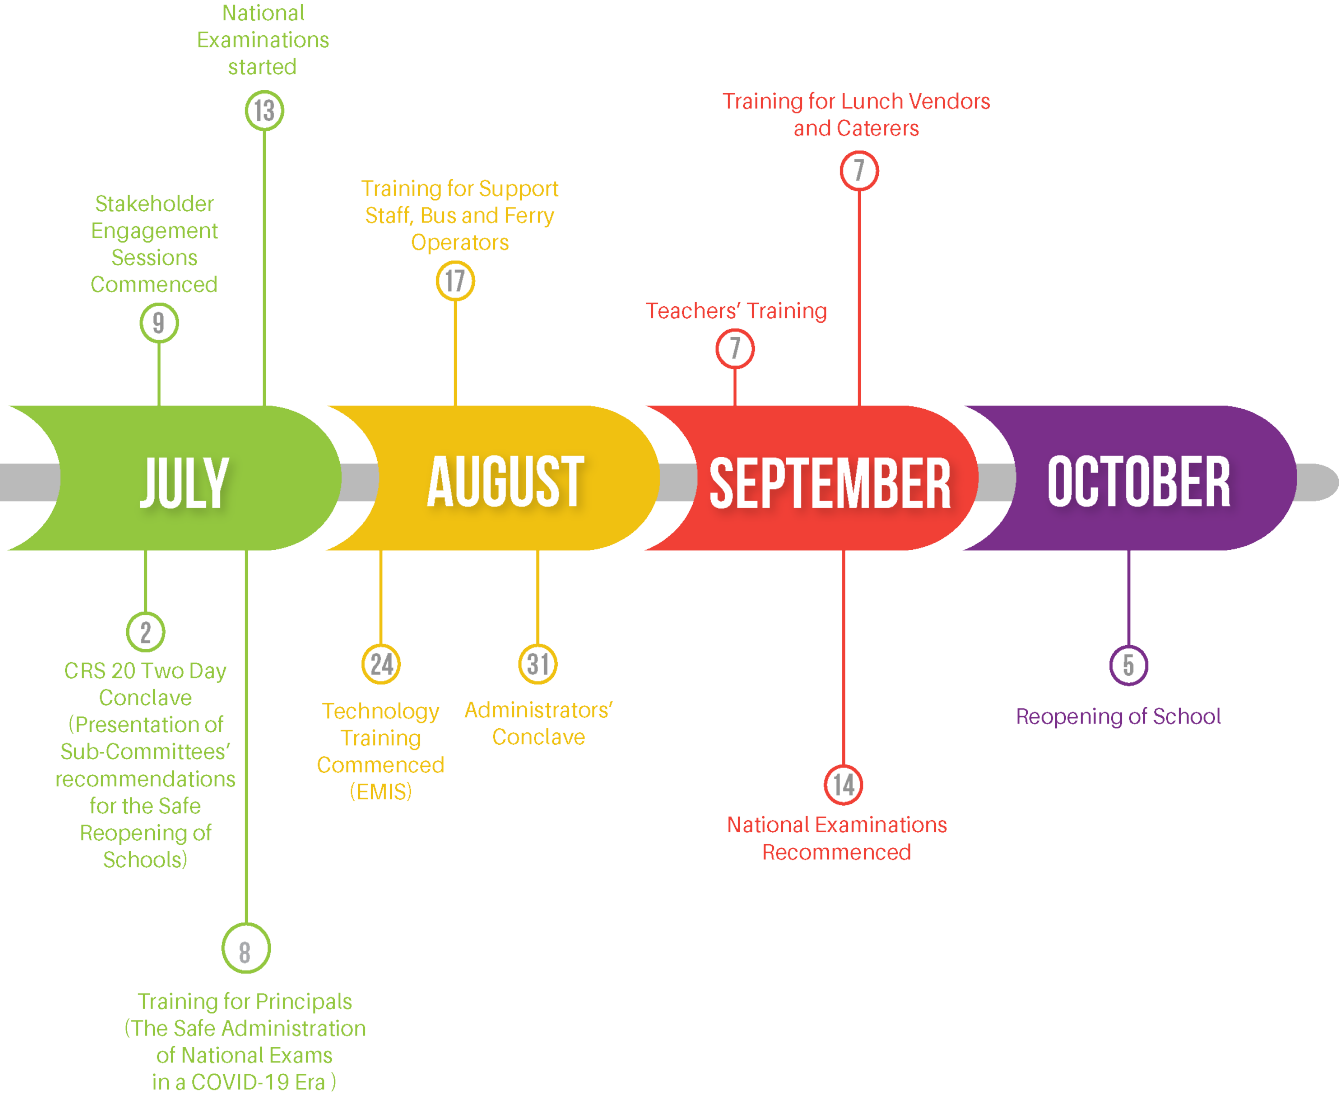 National
Examinations
started
13
Stakeholder
Engagement
Sessions
Commenced
9
Training for Support
Staff, Bus and Ferry
Operators
17
Training for Lunch Vendors
and Caterers
7
Teachers’ Training
7
JULY
AUGUST
SEPTEMBER
OCTOBER
2
CRS 20 Two Day
Conclave
(Presentation of
Sub-Committees’
recommendations
for the Safe
Reopening of
Schools)
8
Training for Principals
(The Safe Administration
of National Exams
in a COVID-19 Era )
24
Technology
Training
Commenced
(EMIS)
31
Administrators’
Conclave
14
National Examinations
Recommenced
5
Reopening of School